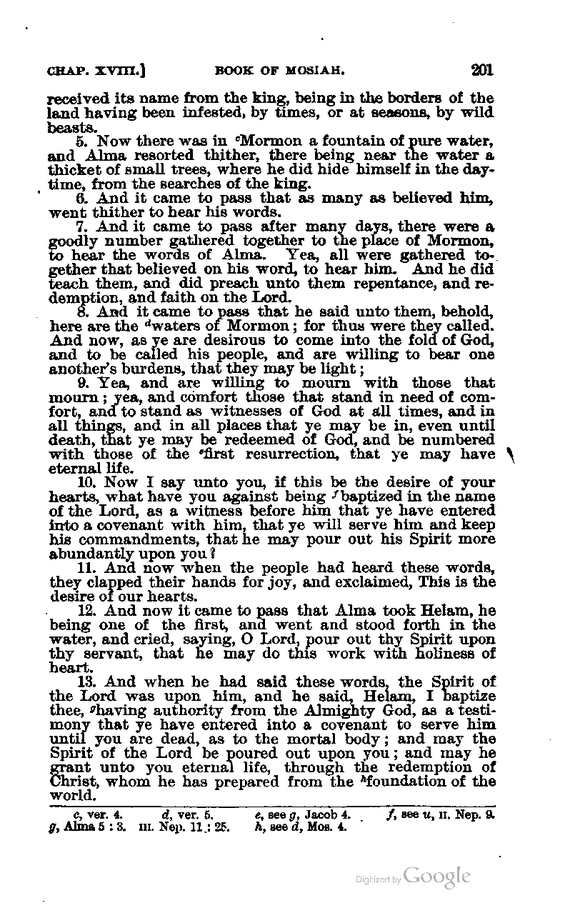 CHAP. XVIII.] BOOK OF MOSIAH. 201
received its name from the king, being in the borders of the
land having been infested, by times, or at seasons, by wild
beasts.
5. Now there was in ᶜMormon a fountain of pure water,
and Alma resorted thither, there being near the water a
thicket of small trees, where he did hide himself in the day-
time, from the searches of the king.
6. And it came to pass that as many as believed him,
went thither to hear his words.
7. And it came to pass after many days, there were a
goodly number gathered together to the place of Mormon,
to hear the words of Alma. Yea, all were gathered to-
gether that believed on his word, to hear him. And he did
teach them, and did preach unto them repentance, and re-
demption, and faith on the Lord.
8. And it came to pass that he said unto them, behold,
here are the ᵈwaters of Mormon; for thus were they called.
And now, as ye are desirous to come into the fold of God,
and to be called his people, and are willing to bear one
another's burdens, that they may be light;
9. Yea, and are willing to mourn with those that
mourn; yea, and comfort those that stand in need of com-
fort, and to stand as witnesses of God at all times, and in
all things, and in all places that ye may be in, even until
death, that ye may be redeemed of God, and be numbered
with those of the ᵉfirst resurrection, that ye may have
eternal life.
10. Now I say unto you, if this be the desire of your
hearts, what have you against being ᶠbaptized in the name
of the Lord, as a witness before him that ye have entered
into a covenant with him, that ye will serve him and keep
his commandments, that he may pour out his Spirit more
abundantly upon you?
11. And now when the people had heard these words,
they clapped their hands for joy, and exclaimed, This is the
desire of our hearts.
12. And now it came to pass that Alma took Helam, he
being one of the first, and went and stood forth in the
water, and cried, saying, O Lord, pour out thy Spirit upon
thy servant, that he may do this work with holiness of
heart.
13. And when he had said these words, the Spirit of
the Lord was upon him, and he said, Helam, I baptize
thee, ᵍhaving authority from the Almighty God, as a testi-
mony that ye have entered into a covenant to serve him
until you are dead, as to the mortal body; and may the
Spirit of the Lord be poured out upon you; and may he
grant unto you eternal life, through the redemption of
Christ, whom he has prepared from the ʰfoundation of the
world.
c, ver. 4. d, ver. 5. e, see g, Jacob 4. f, see u, II. Nep. 9.
g, Alma 5 : 3. III. Nep. 11 : 25. h, see d, Mos. 4.
Digitized by Google